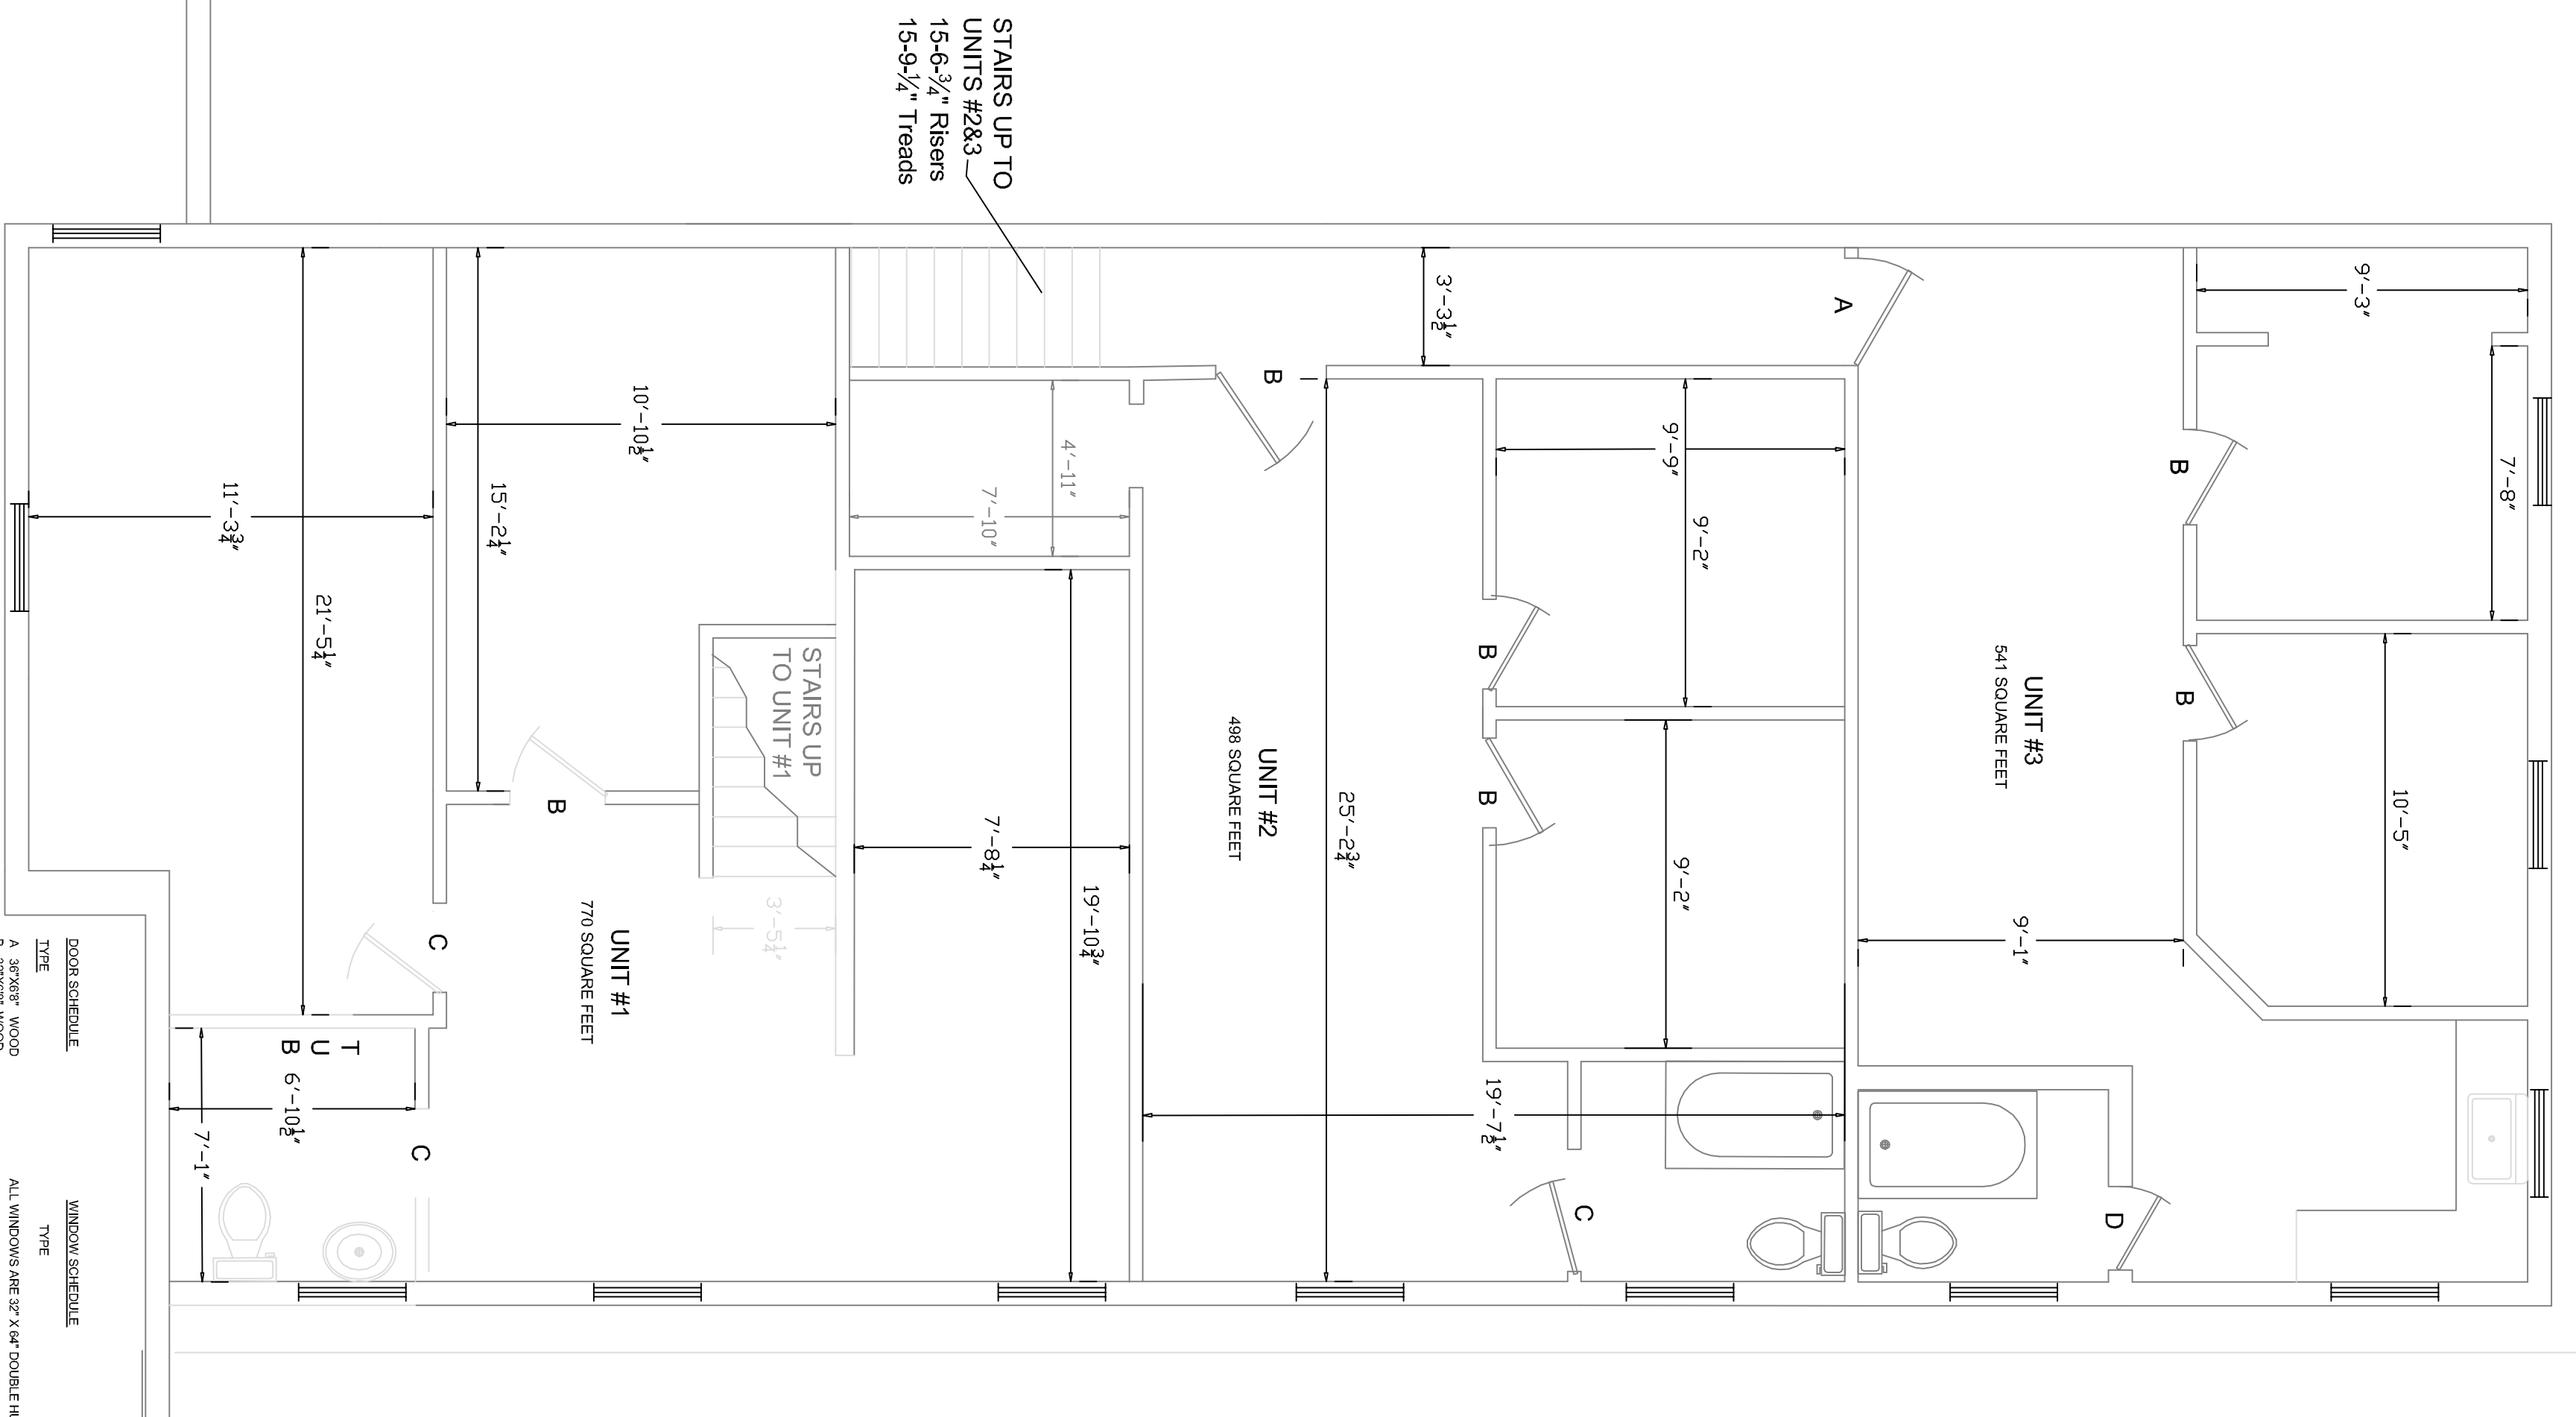 STAIRS UP TO
UNITS #2&3
15-6-3/4" Risers
15-9-1/4" Treads
9'-3"
7'-8"
B
B
10'-5"
A
3'-3 1/2"
UNIT #3
541 SQUARE FEET
9'-1"
D
B
9'-9"
9'-2"
B
B
9'-2"
UNIT #2
498 SQUARE FEET
25'-2 3/4"
19'-7 1/2"
C
4'-11"
7'-10"
7'-8 1/4"
19'-10 3/4"
10'-10 1/2"
15'-2 1/4"
STAIRS UP
TO UNIT #1
3'-5 1/4"
B
UNIT #1
770 SQUARE FEET
11'-3 3/4"
21'-5 1/4"
C
T
U
B
6'-10 1/2"
7'-1"
C
DOOR SCHEDULE
TYPE
A 36"X6'8" WOOD
WINDOW SCHEDULE
TYPE
ALL WINDOWS ARE 32" X 64" DOUBLE HU